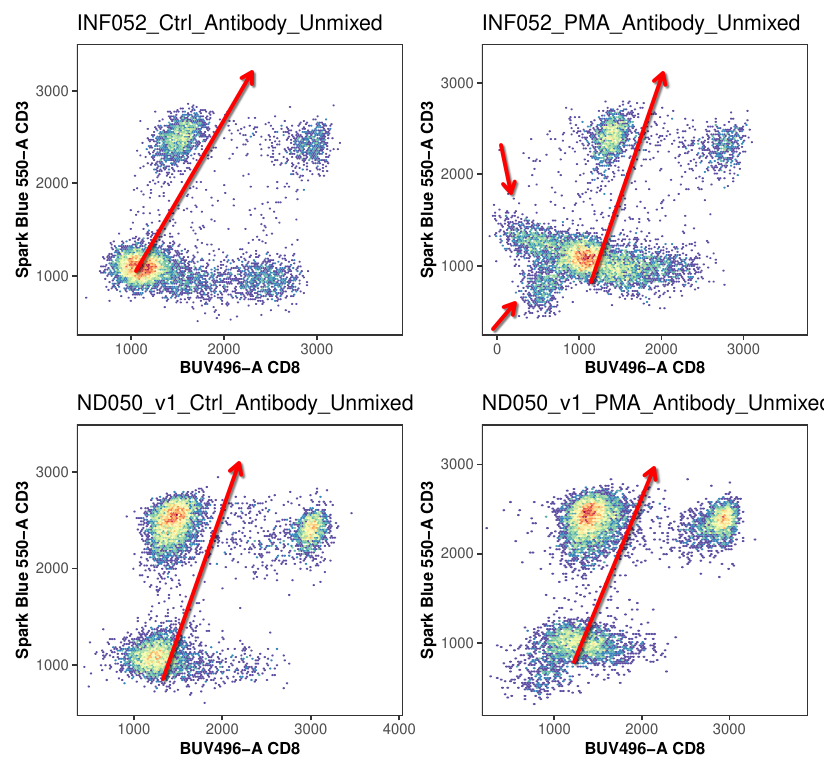 INF052_Ctrl_Antibody_Unmixed
Spark Blue 550−A CD3
3000
2000
1000
1000 2000 3000
BUV496−A CD8
INF052_PMA_Antibody_Unmixed
Spark Blue 550−A CD3
3000
2000
1000
0 1000 2000 3000
BUV496−A CD8
ND050_v1_Ctrl_Antibody_Unmixed
Spark Blue 550−A CD3
3000
2000
1000
1000 2000 3000 4000
BUV496−A CD8
ND050_v1_PMA_Antibody_Unmixed
Spark Blue 550−A CD3
3000
2000
1000
1000 2000 3000
BUV496−A CD8